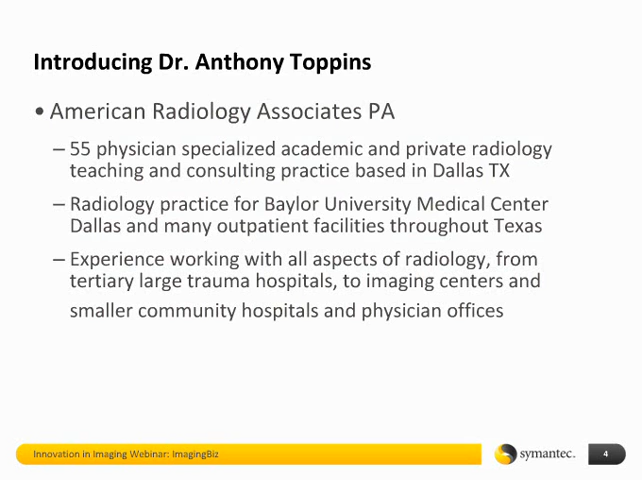 Introducing Dr. Anthony Toppins
• American Radiology Associates PA
– 55 physician specialized academic and private radiology
teaching and consulting practice based in Dallas TX
– Radiology practice for Baylor University Medical Center
Dallas and many outpatient facilities throughout Texas
– Experience working with all aspects of radiology, from
tertiary large trauma hospitals, to imaging centers and
smaller community hospitals and physician offices
Innovation in Imaging Webinar: ImagingBiz
symantec.
4